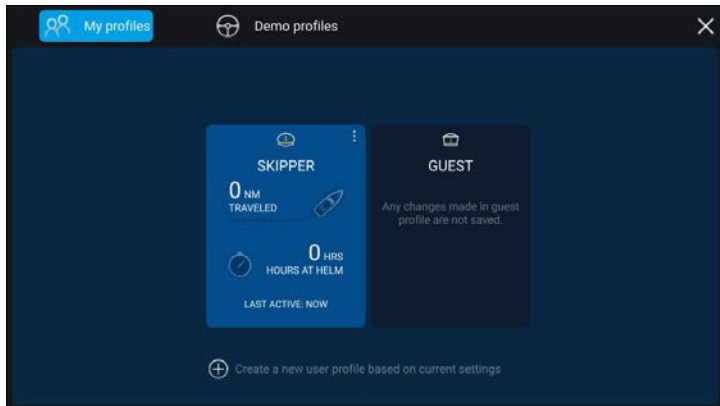 My profiles
Demo profiles
SKIPPER
0 NM
TRAVELED
0 HRS
HOURS AT HELM
LAST ACTIVE: NOW
GUEST
Any changes made in guest
profile are not saved.
Create a new user profile based on current settings